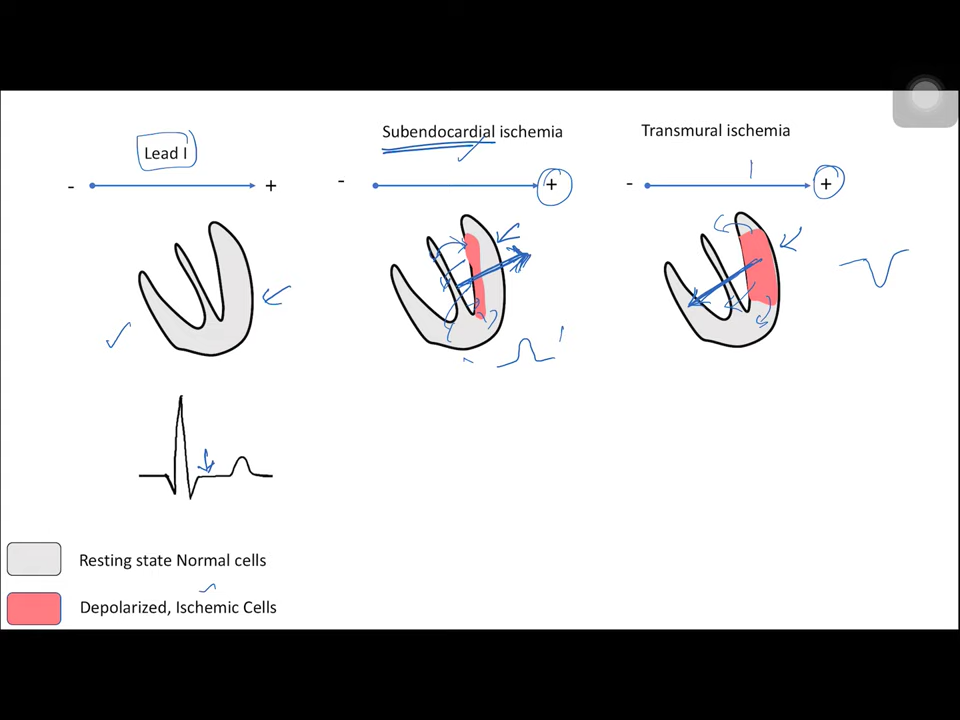 Subendocardial ischemia
Transmural ischemia
Lead I
- +
- +
- +
Resting state Normal cells
Depolarized, Ischemic Cells